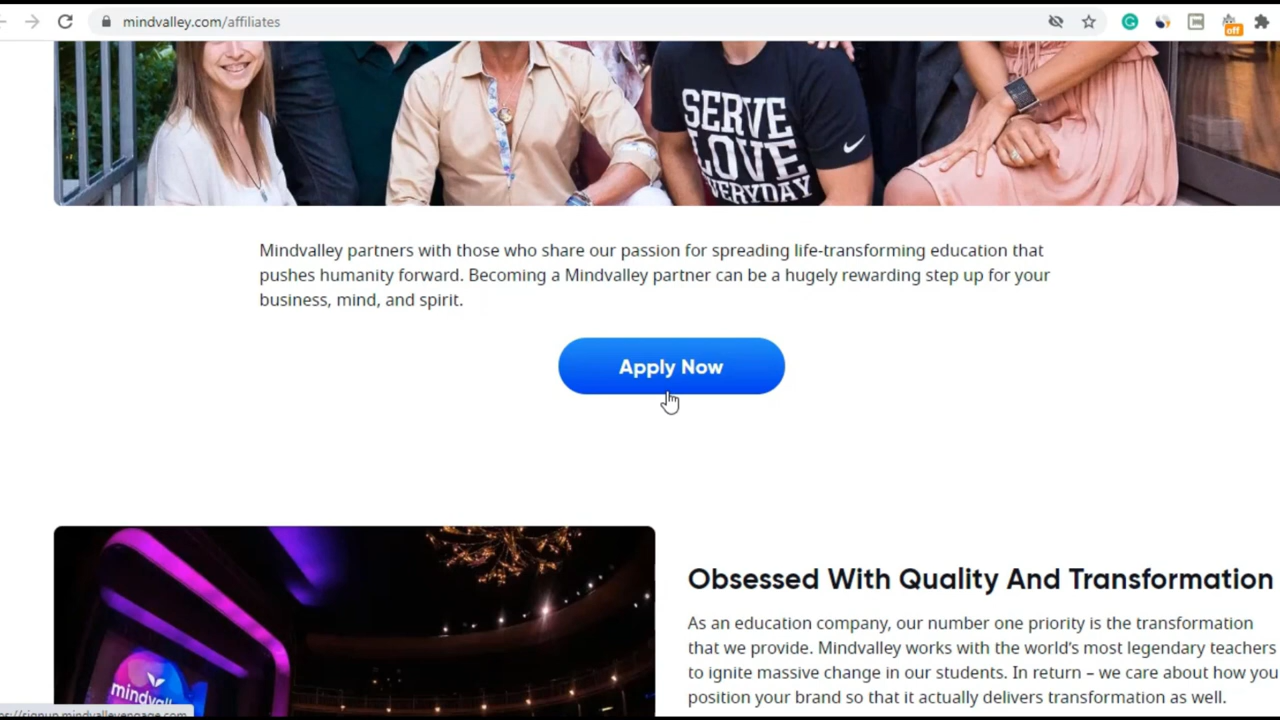 mindvalley.com/affiliates
off
SERVE
LOVE
EVERYDAY
Mindvalley partners with those who share our passion for spreading life-transforming education that
pushes humanity forward. Becoming a Mindvalley partner can be a hugely rewarding step up for your
business, mind, and spirit.
Apply Now
Obsessed With Quality And Transformation
As an education company, our number one priority is the transformation
that we provide. Mindvalley works with the world's most legendary teachers
to ignite massive change in our students. In return – we care about how you
position your brand so that it actually delivers transformation as well.
mindvall